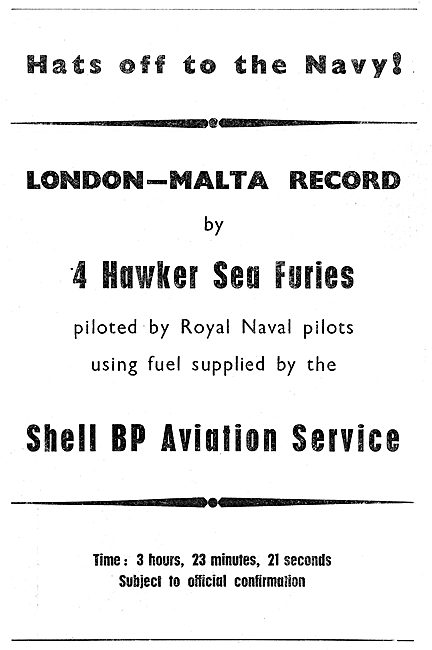 Hats off to the Navy!
LONDON—MALTA RECORD
by
4 Hawker Sea Furies
piloted by Royal Naval pilots
using fuel supplied by the
Shell BP Aviation Service
Time: 3 hours, 23 minutes, 21 seconds
Subject to official confirmation